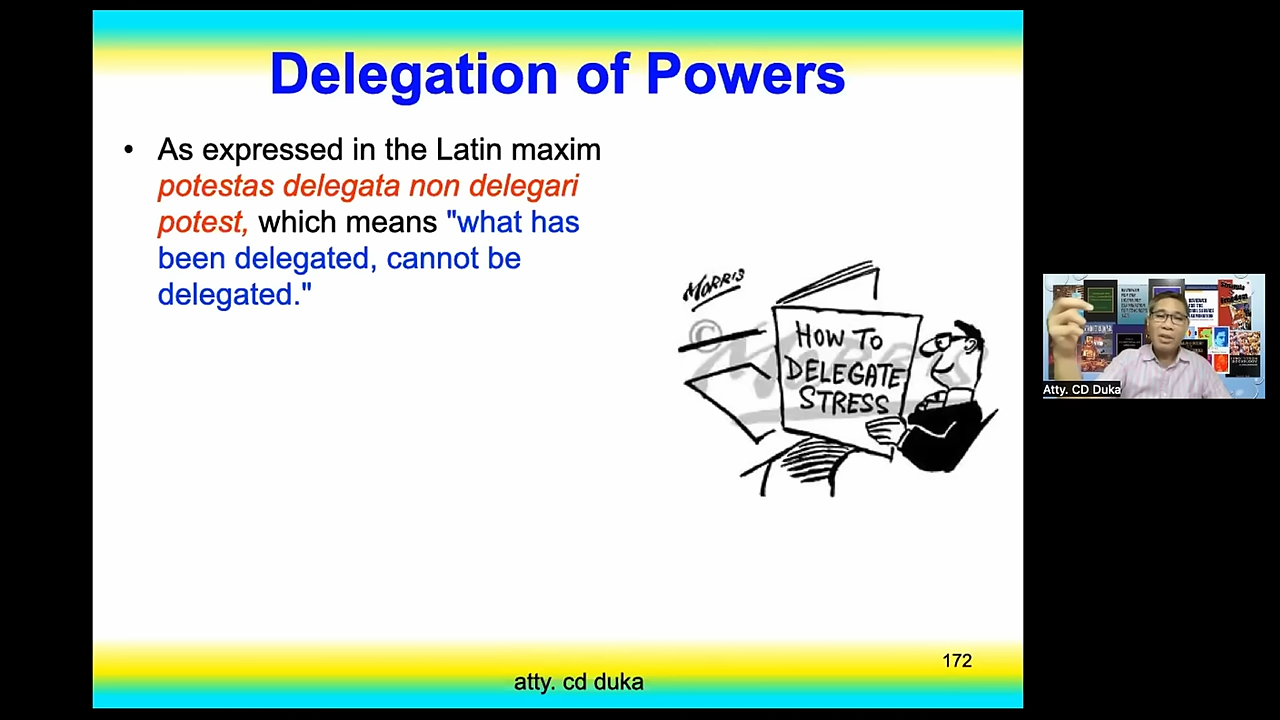 Delegation of Powers
• As expressed in the Latin maxim
potestas delegata non delegari
potest, which means "what has
been delegated, cannot be
delegated."
MORRIS
© MORRIS
HOW TO
DELEGATE
STRESS
Atty. CD Duka
172
atty. cd duka